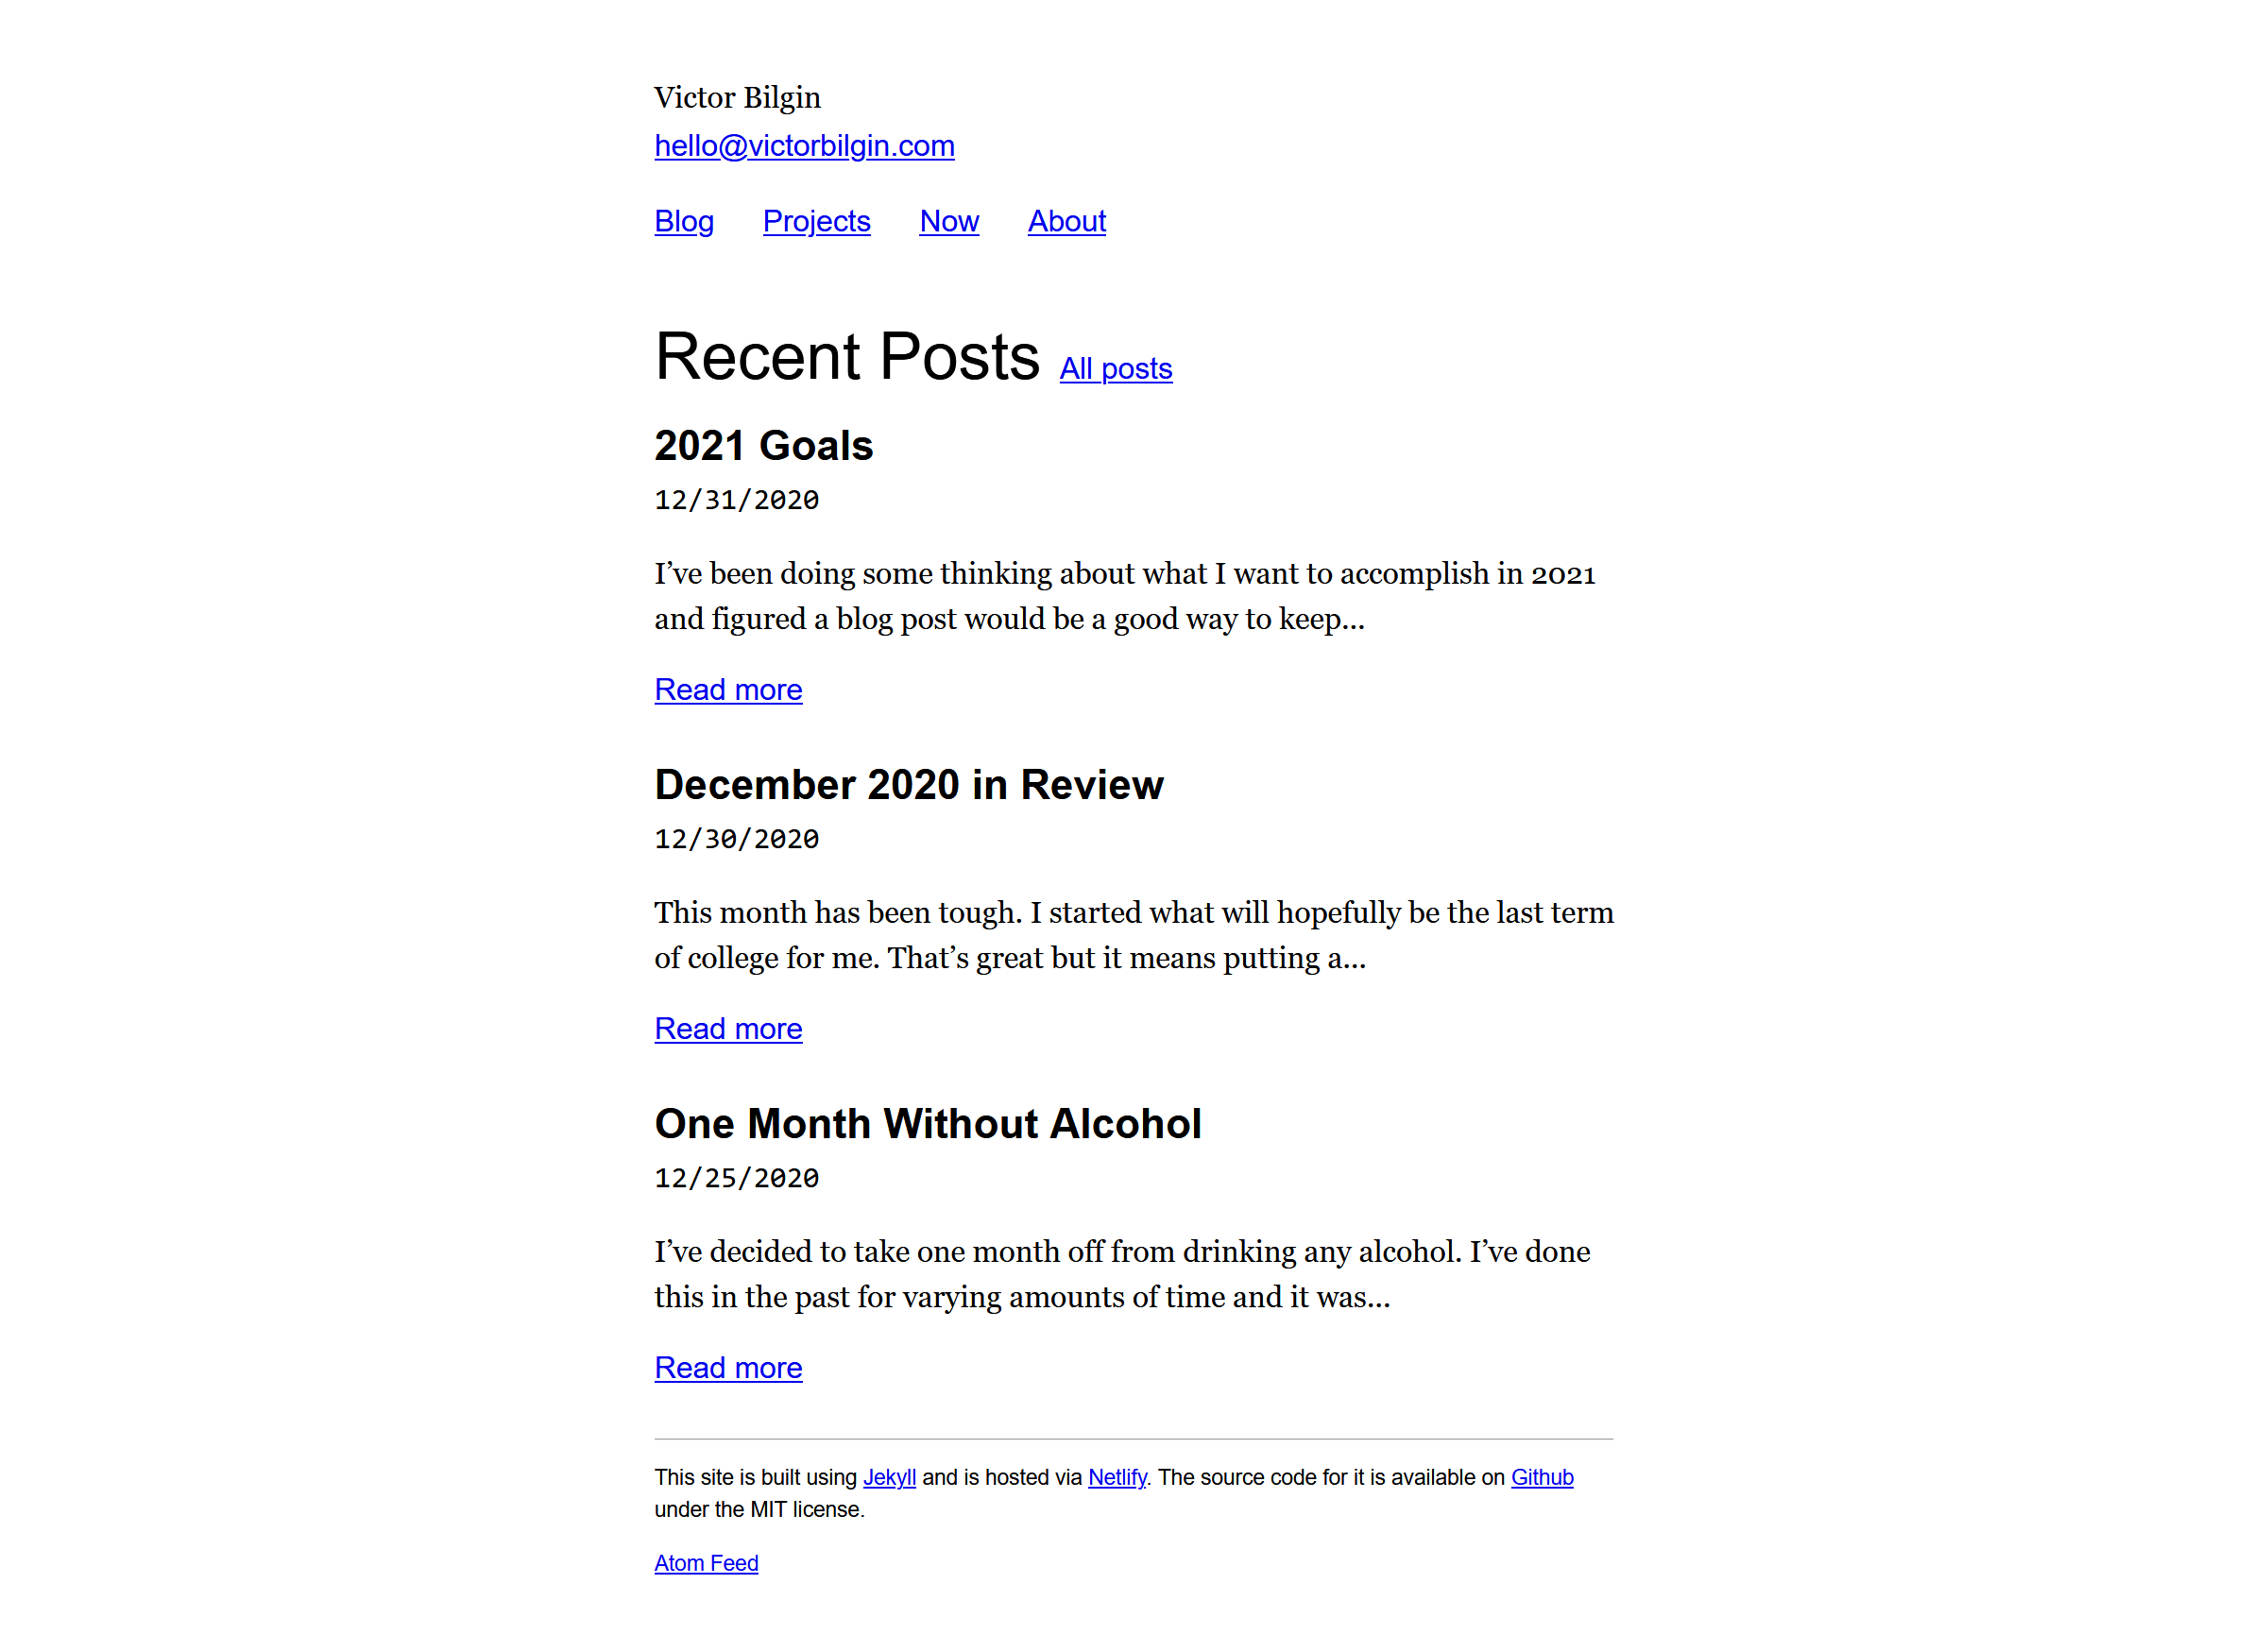 Victor Bilgin
hello@victorbilgin.com
Blog Projects Now About
Recent Posts All posts
2021 Goals
12/31/2020
I’ve been doing some thinking about what I want to accomplish in 2021
and figured a blog post would be a good way to keep...
Read more
December 2020 in Review
12/30/2020
This month has been tough. I started what will hopefully be the last term
of college for me. That’s great but it means putting a...
Read more
One Month Without Alcohol
12/25/2020
I’ve decided to take one month off from drinking any alcohol. I’ve done
this in the past for varying amounts of time and it was...
Read more
This site is built using Jekyll and is hosted via Netlify. The source code for it is available on Github
under the MIT license.
Atom Feed